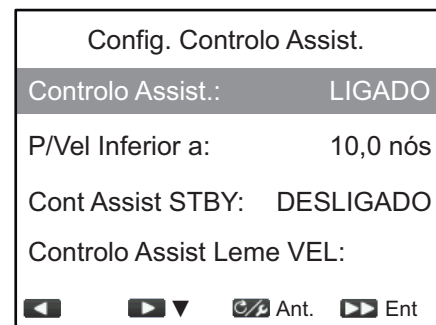 Config. Controlo Assist.
Controlo Assist.: LIGADO
P/Vel Inferior a: 10,0 nós
Cont Assist STBY: DESLIGADO
Controlo Assist Leme VEL:
Ant. Ent